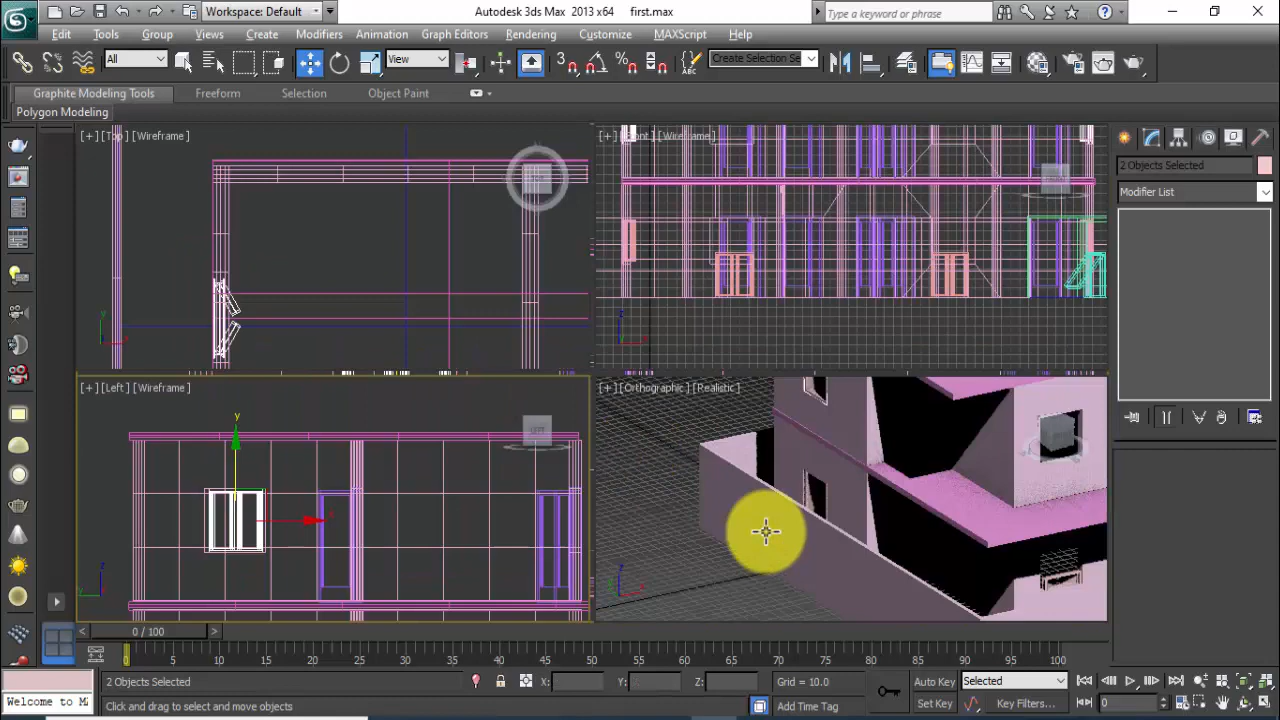 Workspace: Default
Autodesk 3ds Max 2013 x64 first.max
Type a keyword or phrase
Edit Tools Group Views Create Modifiers Animation Graph Editors Rendering Customize MAXScript Help
All View Create Selection Se
Graphite Modeling Tools Freeform Selection Object Paint
Polygon Modeling
[+] [Top] [Wireframe]
[+] [Front] [Wireframe]
FRONT
2 Objects Selected
Modifier List
[+] [Left] [Wireframe]
[+] [Orthographic] [Realistic]
LEFT
y
z
0 / 100
0 5 10 15 20 25 30 35 40 45 50 55 60 65 70 75 80 85 90 95 100
2 Objects Selected X: Y: Z: Grid = 10.0 Auto Key Selected
Welcome to M Click and drag to select and move objects Add Time Tag Set Key Key Filters... 0